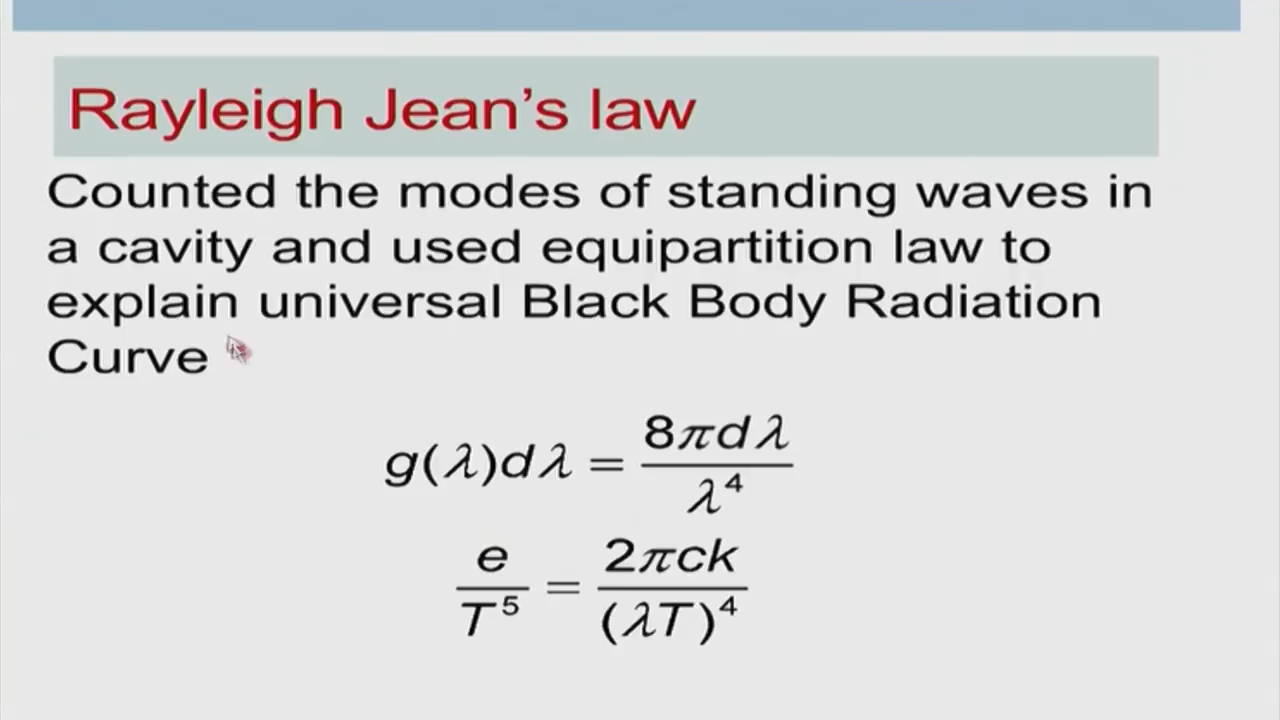 Rayleigh Jean's law
Counted the modes of standing waves in
a cavity and used equipartition law to
explain universal Black Body Radiation
Curve
g(λ)dλ = 8πdλ / λ⁴
e / T⁵ = 2πck / (λT)⁴